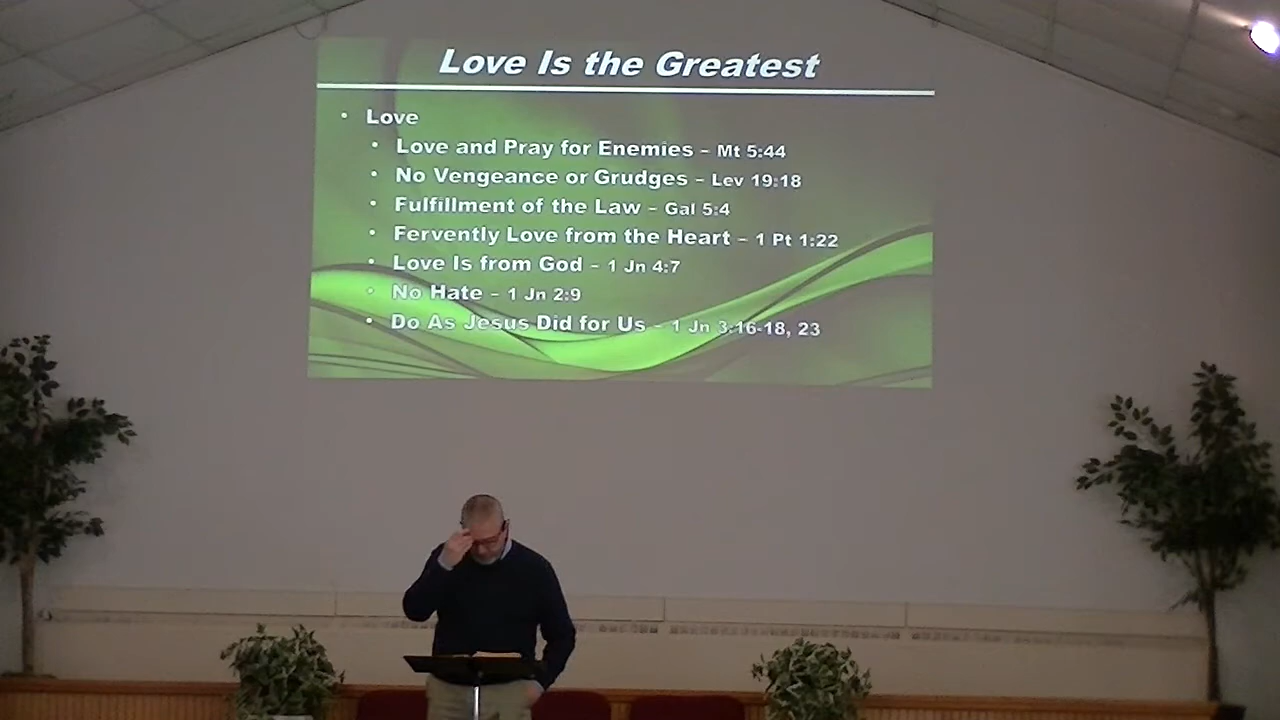 Love Is the Greatest
• Love
• Love and Pray for Enemies – Mt 5:44
• No Vengeance or Grudges – Lev 19:18
• Fulfillment of the Law – Gal 5:4
• Fervently Love from the Heart – 1 Pt 1:22
• Love Is from God – 1 Jn 4:7
• No Hate – 1 Jn 2:9
• Do As Jesus Did for Us – 1 Jn 3:16-18, 23